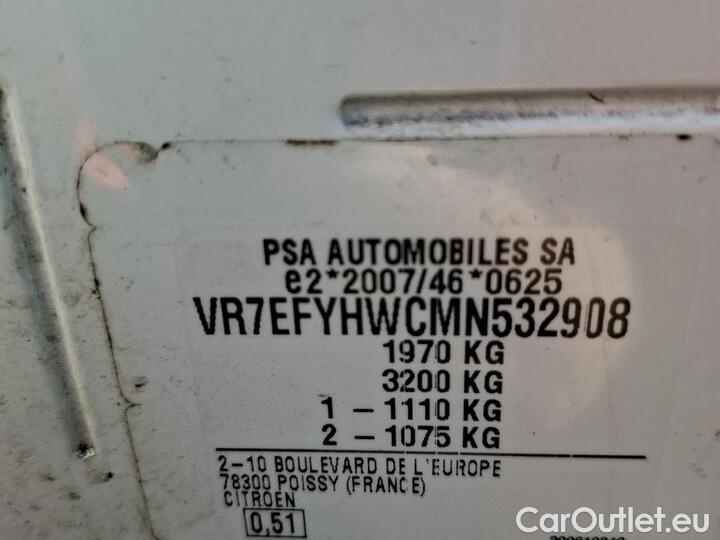 PSA AUTOMOBILES SA
e2*2007/46*0625
VR7EFYHWCMN532908
1970 KG
3200 KG
1 - 1110 KG
2 - 1075 KG
2-10 BOULEVARD DE L'EUROPE
78300 POISSY (FRANCE)
CITROEN
0,51
CarOutlet.eu